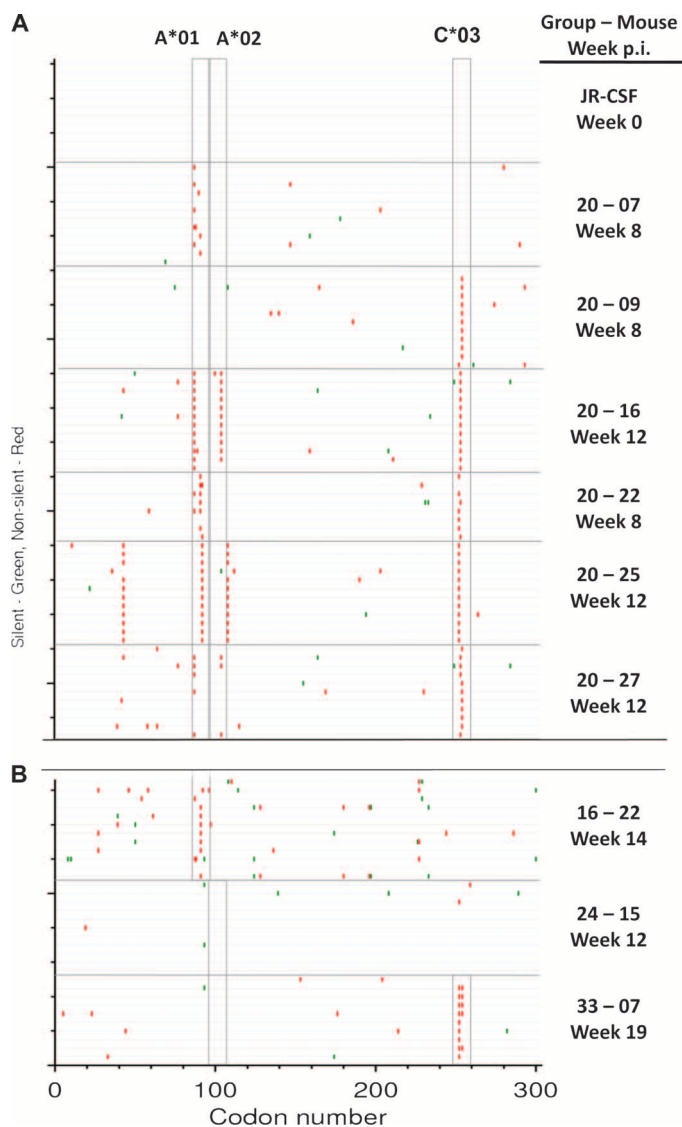 A
A*01 A*02 C*03
Group – Mouse
Week p.i.
JR-CSF
Week 0
20 – 07
Week 8
20 – 09
Week 8
20 – 16
Week 12
20 – 22
Week 8
20 – 25
Week 12
20 – 27
Week 12
Silent - Green, Non-silent - Red
B
16 – 22
Week 14
24 – 15
Week 12
33 – 07
Week 19
0 100 200 300
Codon number